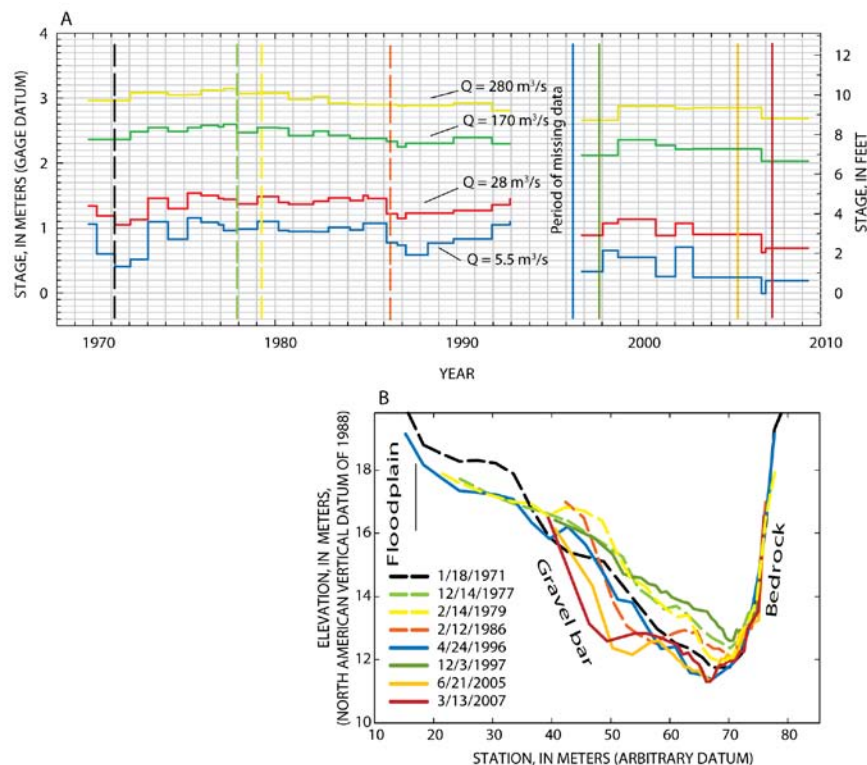 A
4
3
2
1
0
STAGE, IN METERS (GAGE DATUM)
Q = 280 m³/s
Q = 170 m³/s
Q = 28 m³/s
Q = 5.5 m³/s
Period of missing data
12
10
8
6
4
2
0
STAGE, IN FEET
1970
1980
1990
2000
2010
YEAR
B
18
16
14
12
10
ELEVATION, IN METERS,
(NORTH AMERICAN VERTICAL DATUM OF 1988)
Floodplain
Gravel bar
Bedrock
1/18/1971
12/14/1977
2/14/1979
2/12/1986
4/24/1996
12/3/1997
6/21/2005
3/13/2007
10
20
30
40
50
60
70
80
STATION, IN METERS (ARBITRARY DATUM)